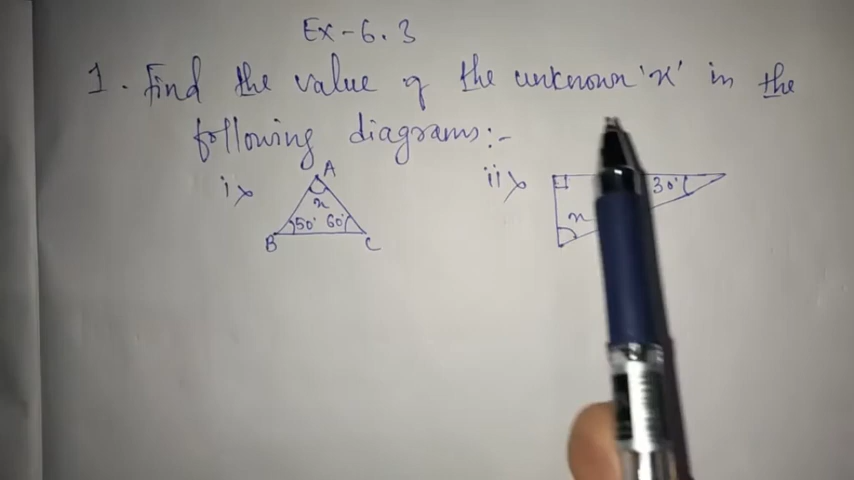 Ex-6.3
1. Find the value of the unknown 'x' in the
following diagrams:-
i> A x 50° 60° B C
ii> 30° x